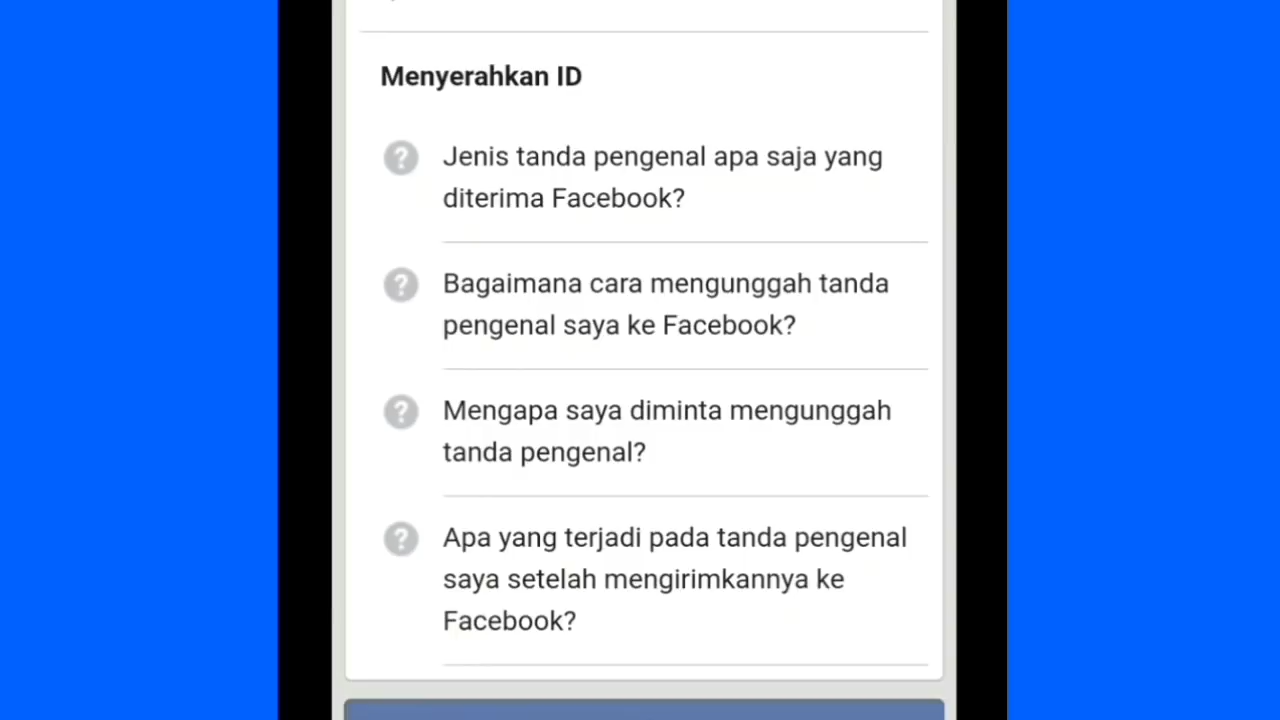 Menyerahkan ID
Jenis tanda pengenal apa saja yang
diterima Facebook?
Bagaimana cara mengunggah tanda
pengenal saya ke Facebook?
Mengapa saya diminta mengunggah
tanda pengenal?
Apa yang terjadi pada tanda pengenal
saya setelah mengirimkannya ke
Facebook?